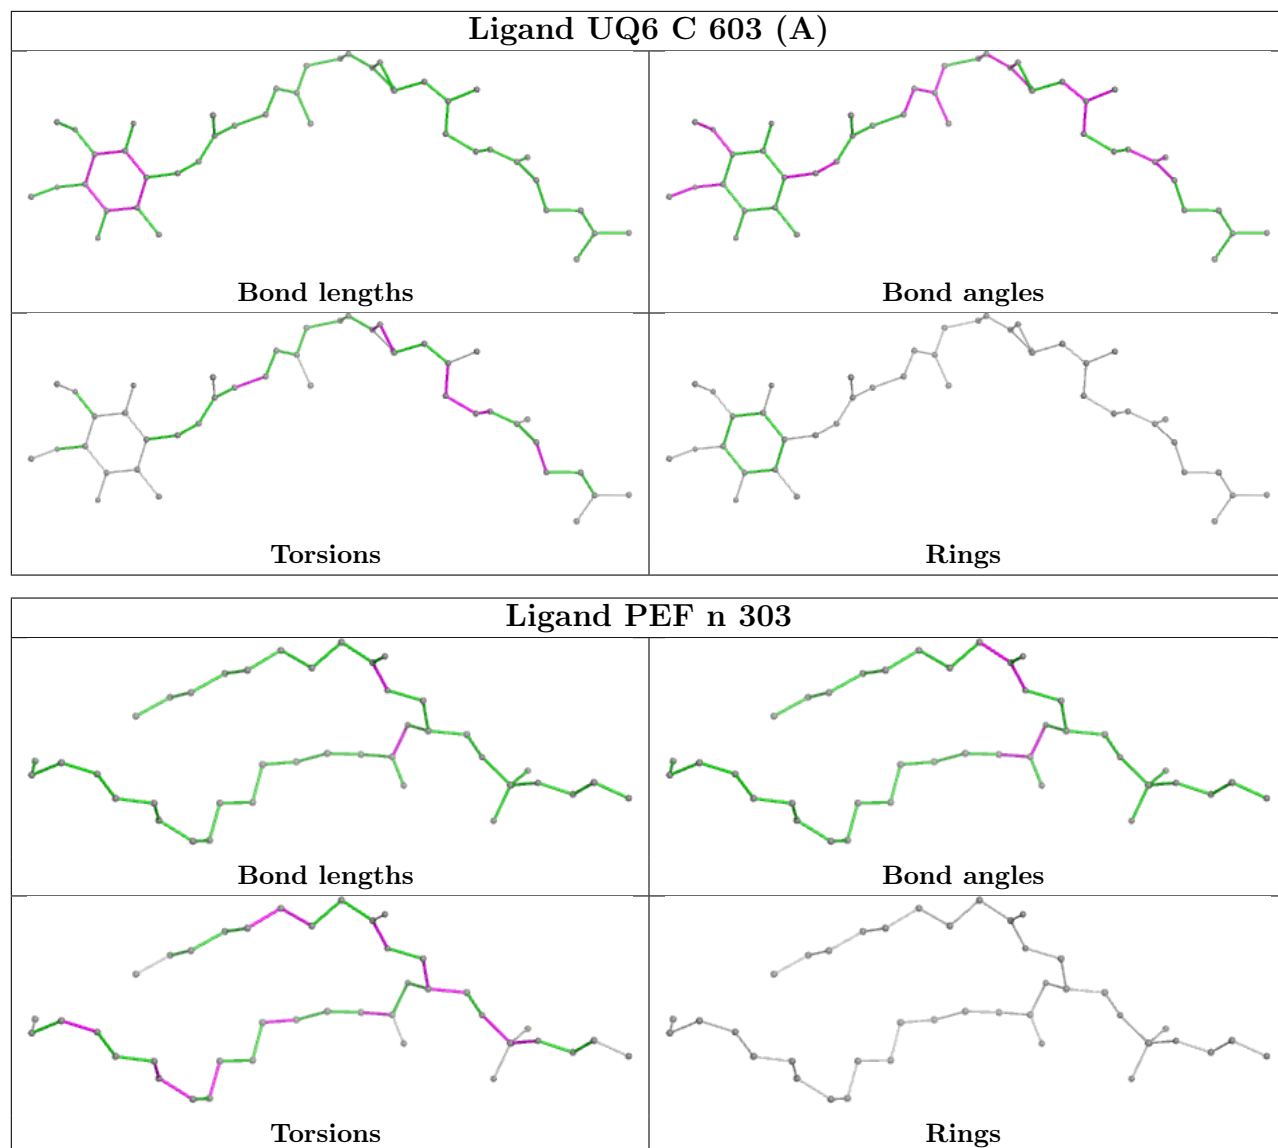 Ligand UQ6 C 603 (A)
Bond lengths
Bond angles
Torsions
Rings
Ligand PEF n 303
Bond lengths
Bond angles
Torsions
Rings